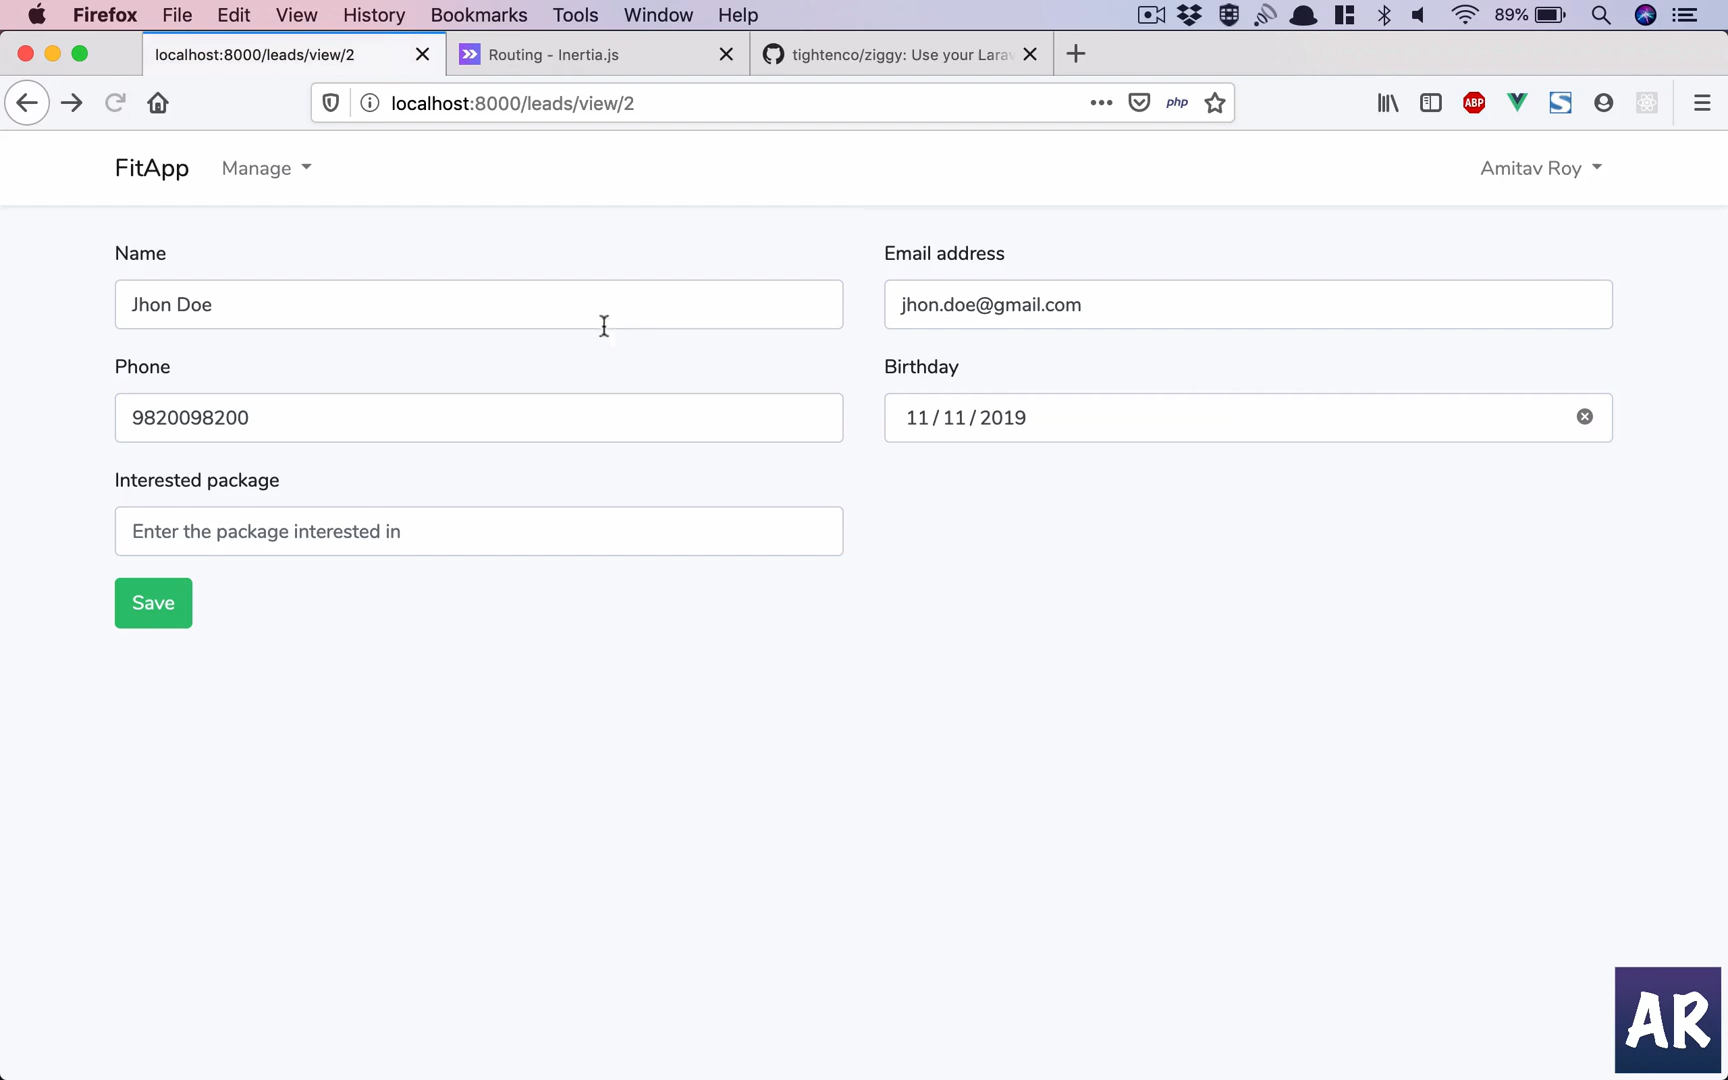 Firefox File Edit View History Bookmarks Tools Window Help 89%
localhost:8000/leads/view/2 Routing - Inertia.js tightenco/ziggy: Use your Larav
localhost:8000/leads/view/2 php ABP S
FitApp Manage Amitav Roy
Name Email address
Jhon Doe jhon.doe@gmail.com
Phone Birthday
9820098200 11/11/2019
Interested package
Enter the package interested in
Save
AR